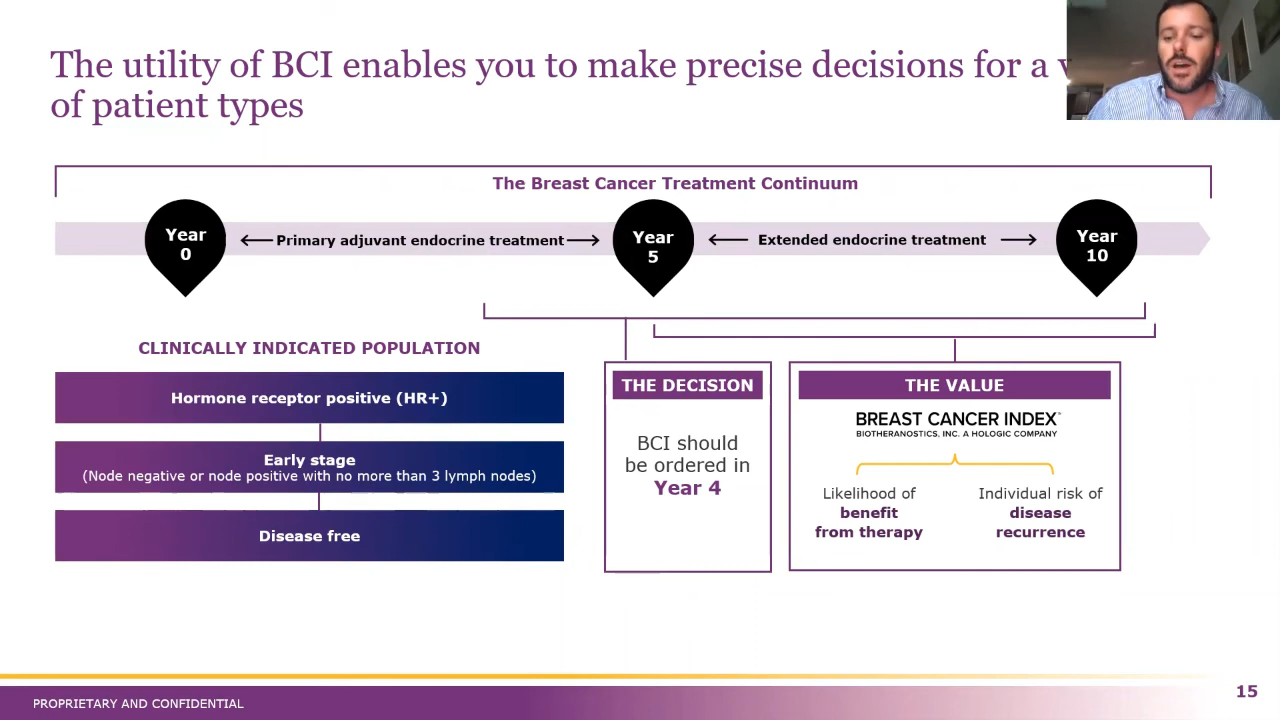 The utility of BCI enables you to make precise decisions for a
of patient types
The Breast Cancer Treatment Continuum
Year
0
Primary adjuvant endocrine treatment
Year
5
Extended endocrine treatment
Year
10
CLINICALLY INDICATED POPULATION
Hormone receptor positive (HR+)
Early stage
(Node negative or node positive with no more than 3 lymph nodes)
Disease free
THE DECISION
BCI should
be ordered in
Year 4
THE VALUE
BREAST CANCER INDEX™
BIOTHERANOSTICS, INC. A HOLOGIC COMPANY
Likelihood of
benefit
from therapy
Individual risk of
disease
recurrence
PROPRIETARY AND CONFIDENTIAL
15